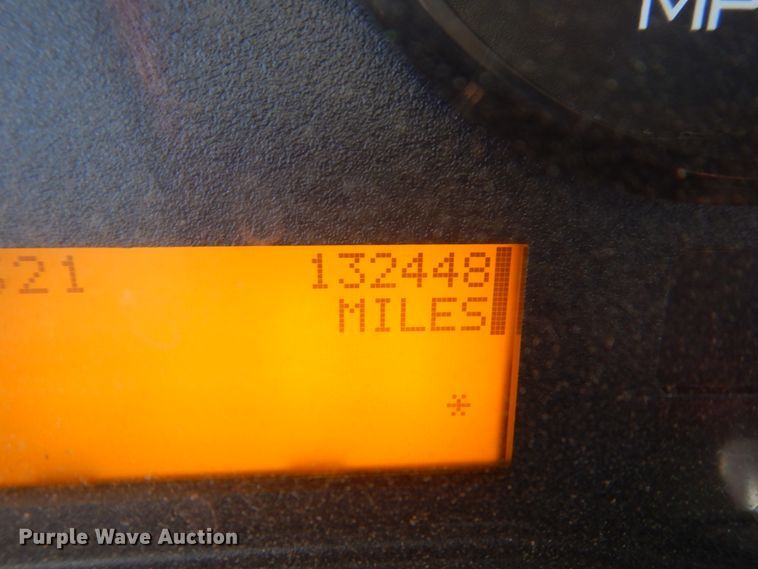 21 132448
MILES
*
Purple Wave Auction